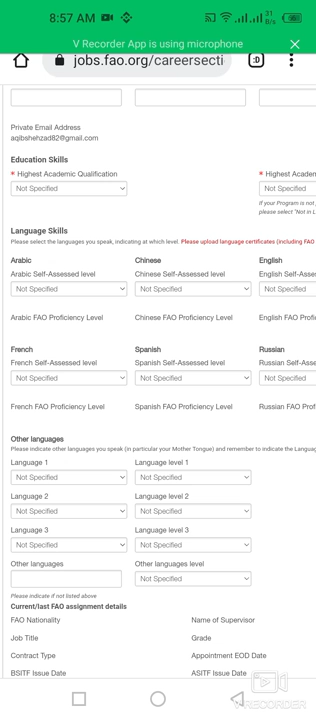 8:57 AM
31 B/s
V Recorder App is using microphone
jobs.fao.org/careersecti
:D
Private Email Address
aqibshehzad82@gmail.com
Education Skills
* Highest Academic Qualification
* Highest Academ
Not Specified
Not Specified
If your Program is not
please select "Not in L
Language Skills
Please select the languages you speak, indicating at which level. Please upload language certificates (including FAO
Arabic Chinese English
Arabic Self-Assessed level Chinese Self-Assessed level English Self-Asse
Not Specified Not Specified Not Specified
Arabic FAO Proficiency Level Chinese FAO Proficiency Level English FAO Prof
French Spanish Russian
French Self-Assessed level Spanish Self-Assessed level Russian Self-Asse
Not Specified Not Specified Not Specified
French FAO Proficiency Level Spanish FAO Proficiency Level Russian FAO Prof
Other languages
Please indicate other languages you speak (in particular your Mother Tongue) and remember to indicate the Langua
Language 1 Language level 1
Not Specified Not Specified
Language 2 Language level 2
Not Specified Not Specified
Language 3 Language level 3
Not Specified Not Specified
Other languages Other languages level
Not Specified
Please indicate if not listed above
Current/last FAO assignment details
FAO Nationality Name of Supervisor
Job Title Grade
Contract Type Appointment EOD Date
BSITF Issue Date ASITF Issue Date
RECORDER